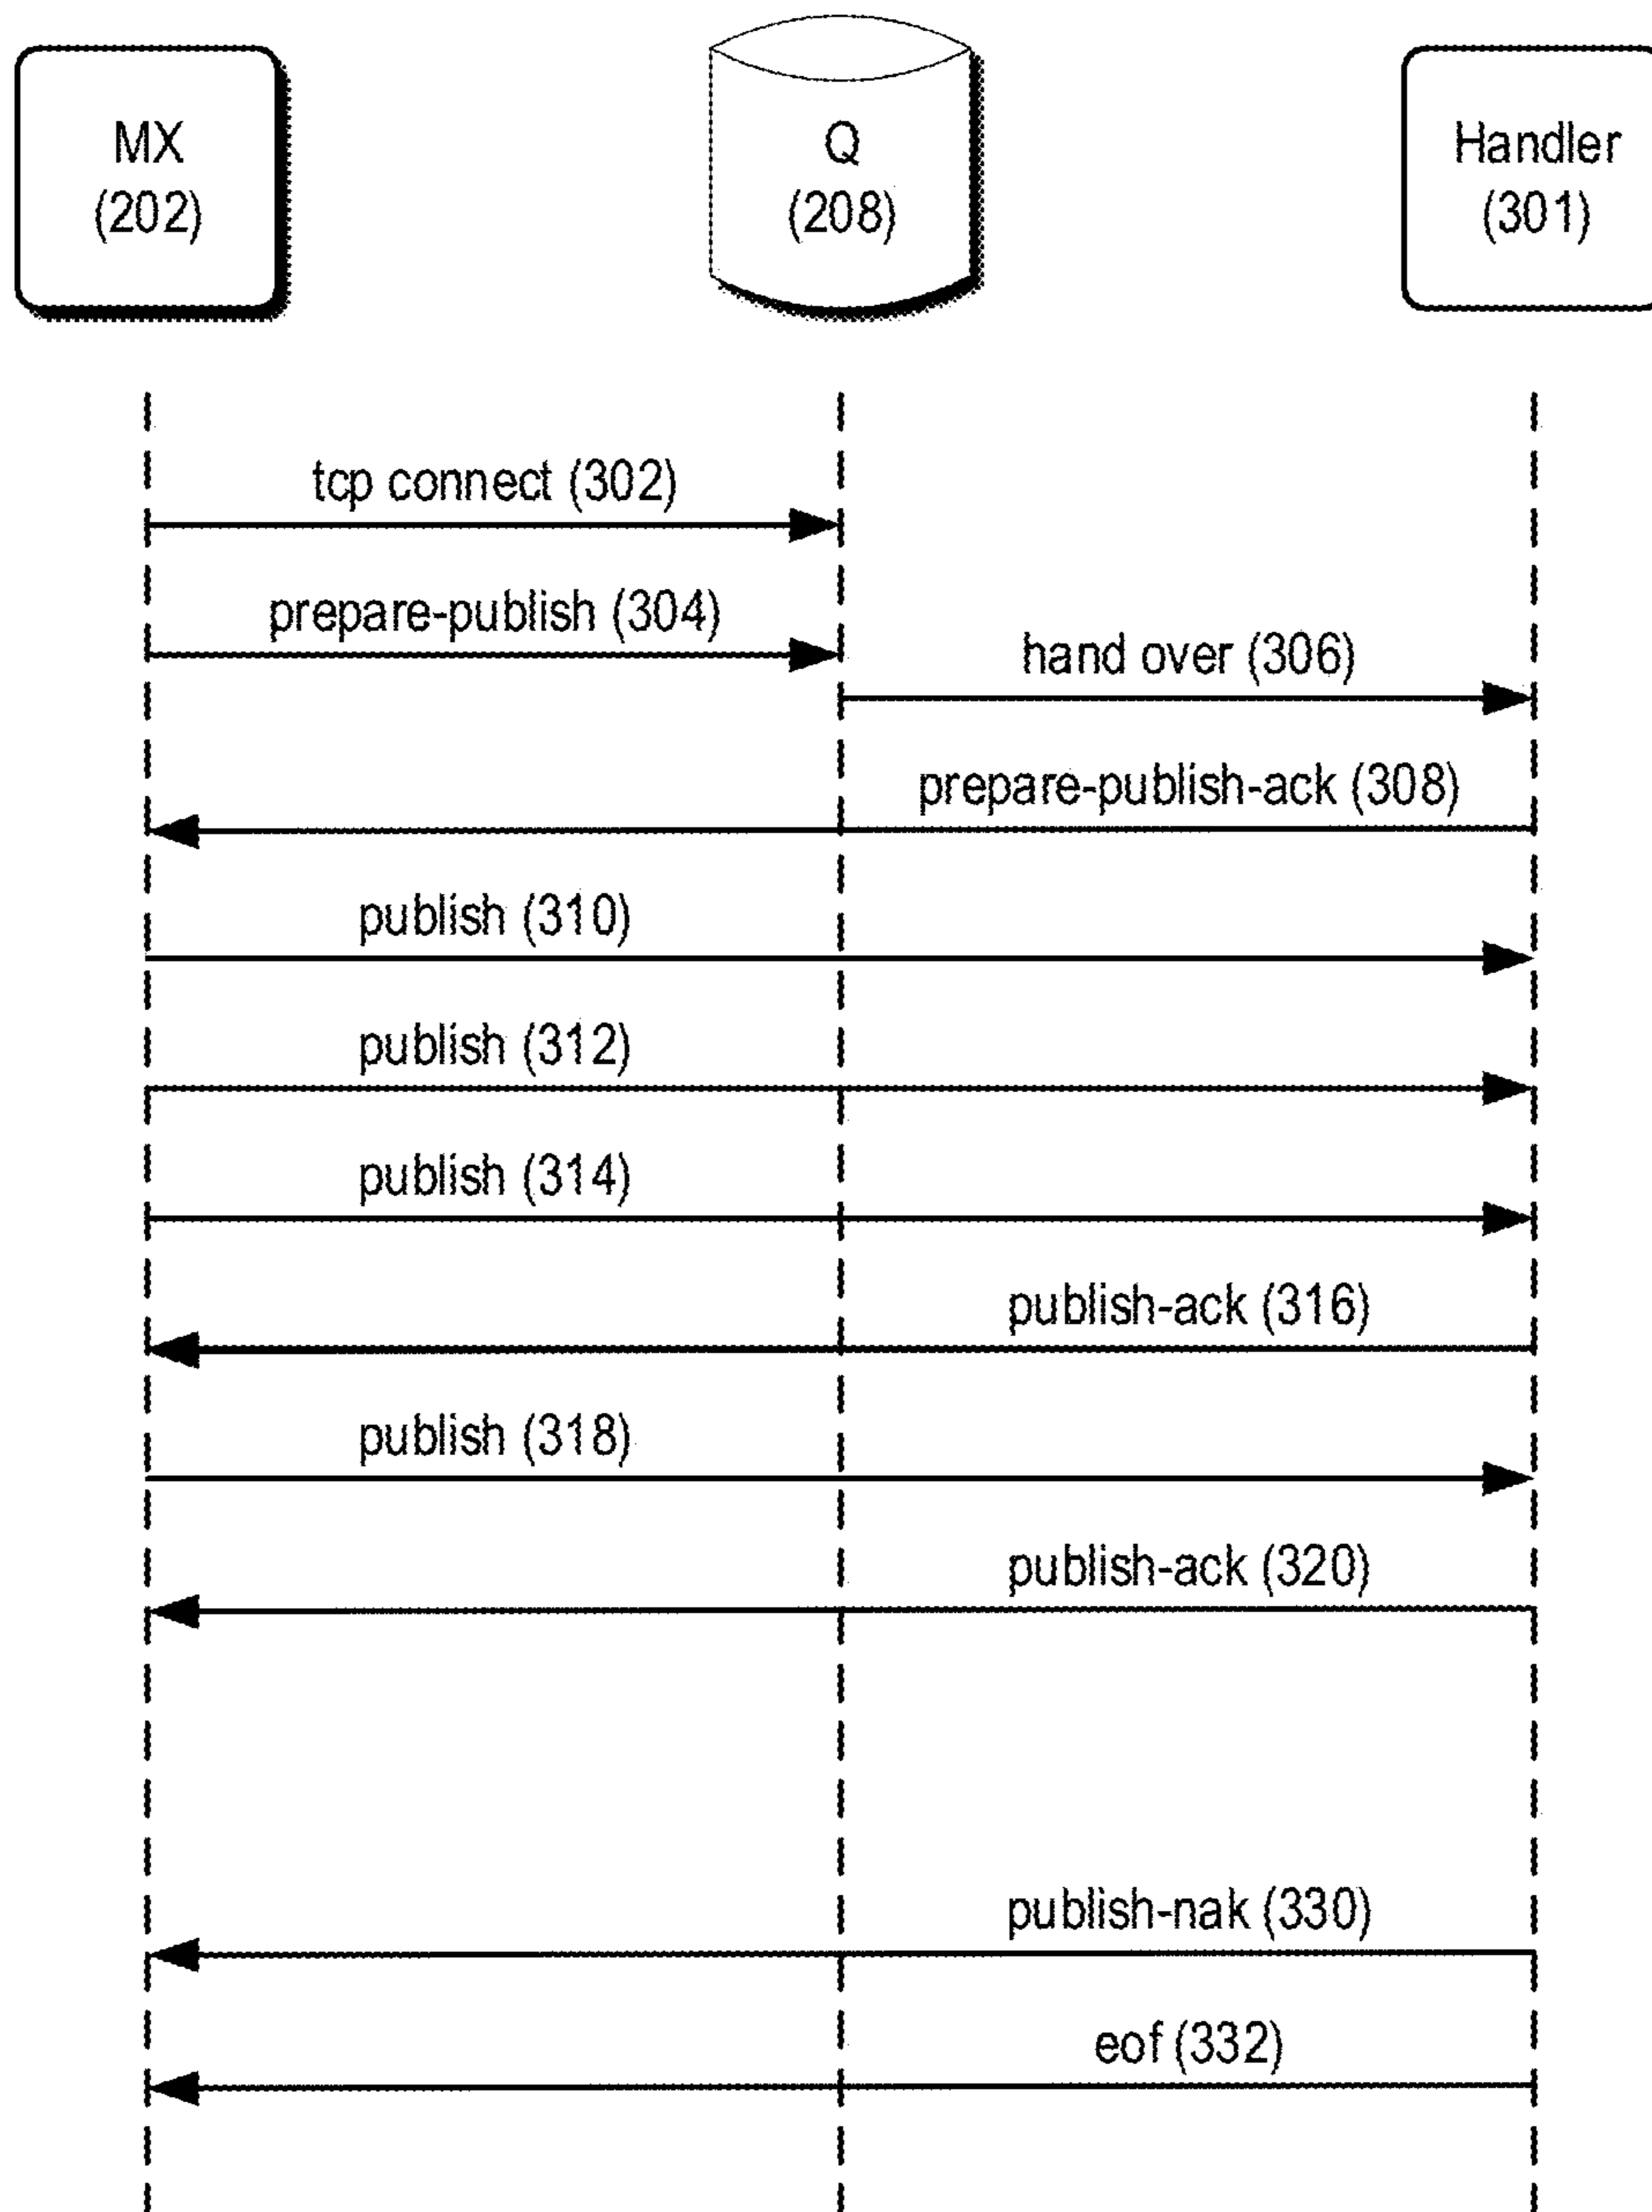 MX
(202)
Q
(208)
Handler
(301)
tcp connect (302)
prepare-publish (304)
hand over (306)
prepare-publish-ack (308)
publish (310)
publish (312)
publish (314)
publish-ack (316)
publish (318)
publish-ack (320)
publish-nak (330)
eof (332)